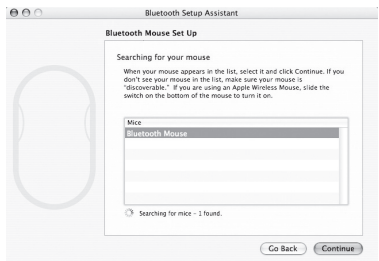 Bluetooth Setup Assistant
Bluetooth Mouse Set Up
Searching for your mouse
When your mouse appears in the list, select it and click Continue. If you
don't see your mouse in the list, make sure your mouse is
"discoverable." If you are using an Apple Wireless Mouse, slide the
switch on the bottom of the mouse to turn it on.
Mice
Bluetooth Mouse
Searching for mice - 1 found.
Go Back
Continue